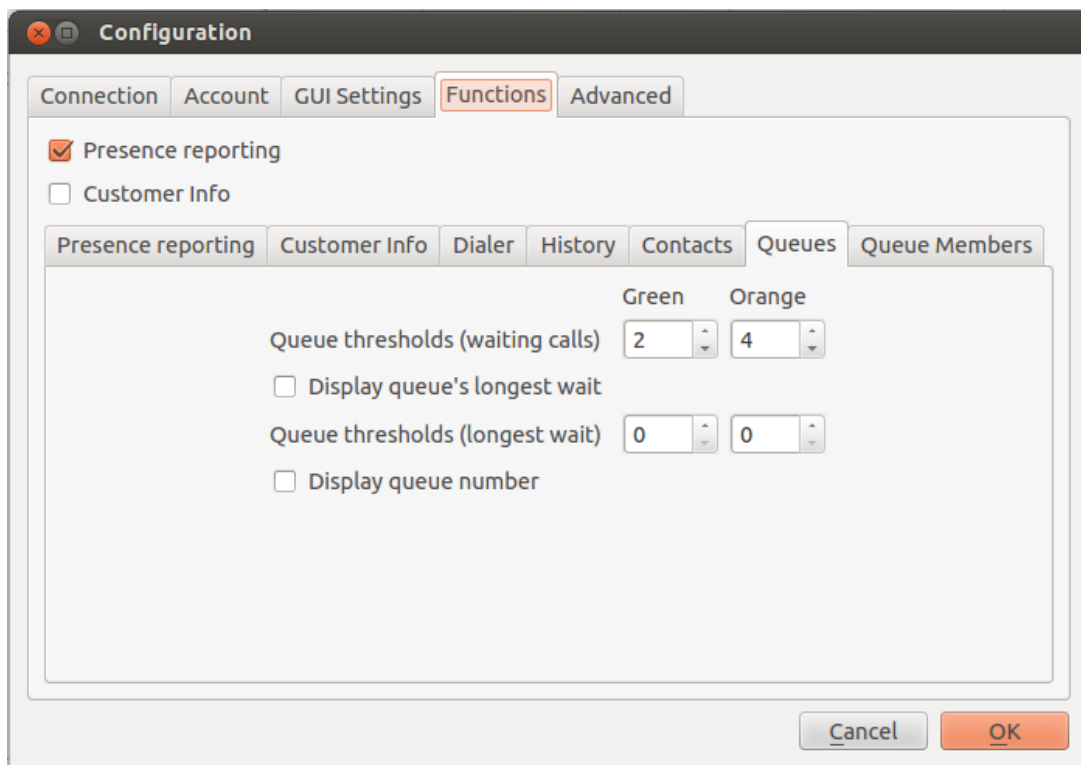 Configuration
Connection Account GUI Settings Functions Advanced
Presence reporting
Customer Info
Presence reporting Customer Info Dialer History Contacts Queues Queue Members
Green Orange
Queue thresholds (waiting calls) 2 4
Display queue's longest wait
Queue thresholds (longest wait) 0 0
Display queue number
Cancel OK